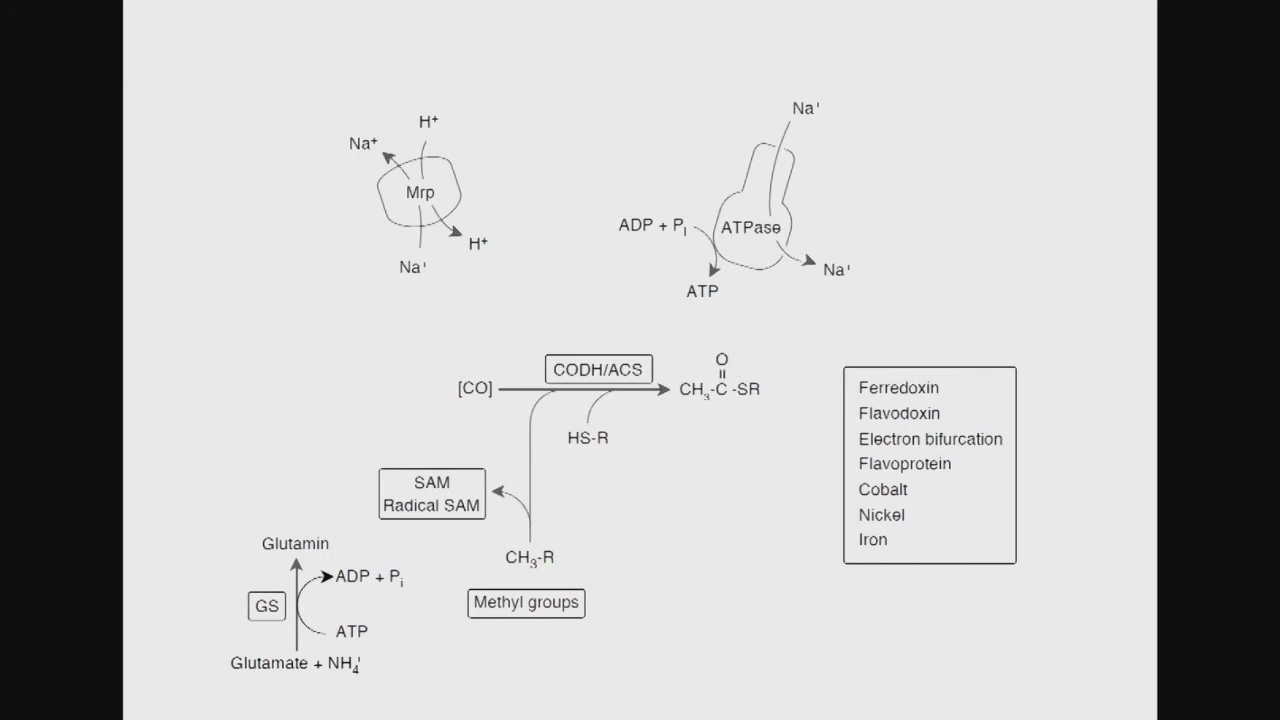 H⁺
Na⁺
Mrp
H⁺
Na'
Na'
ADP + Pᵢ
ATPase
Na'
ATP
[CO]
CODH/ACS
O
CH₃-C -SR
HS-R
SAM
Radical SAM
CH₃-R
Methyl groups
Glutamin
ADP + Pᵢ
GS
ATP
Glutamate + NH₄'
Ferredoxin
Flavodoxin
Electron bifurcation
Flavoprotein
Cobalt
Nickel
Iron